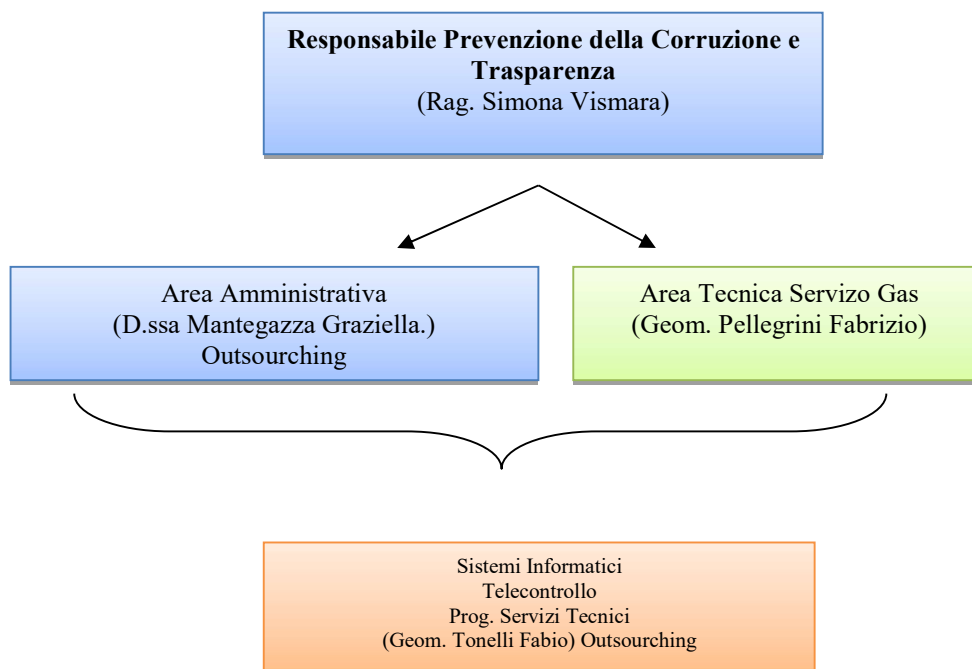 Responsabile Prevenzione della Corruzione e
Trasparenza
(Rag. Simona Vismara)
Area Amministrativa
(D.ssa Mantegazza Graziella.)
Outsourching
Area Tecnica Servizo Gas
(Geom. Pellegrini Fabrizio)
Sistemi Informatici
Telecontrollo
Prog. Servizi Tecnici
(Geom. Tonelli Fabio) Outsourching